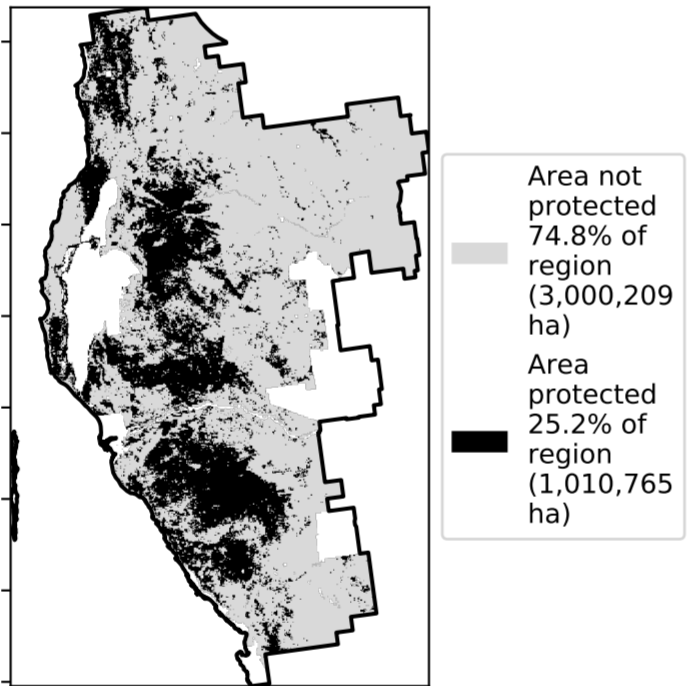 Area not
protected
74.8% of
region
(3,000,209
ha)
Area
protected
25.2% of
region
(1,010,765
ha)